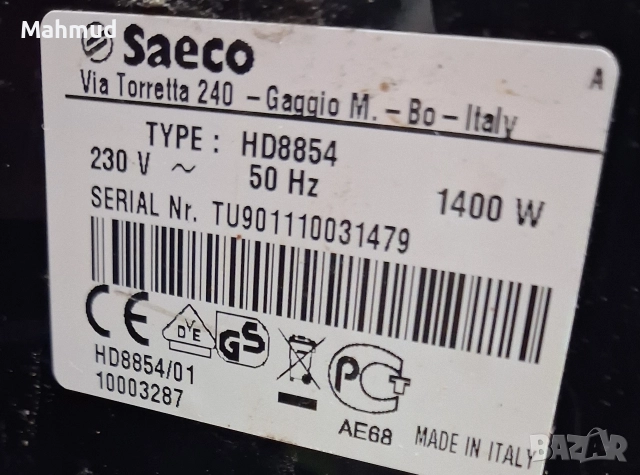 Mahmud
Saeco
A
Via Torretta 240 - Gaggio M. - Bo - Italy
TYPE : HD8854
230 V ~ 50 Hz 1400 W
SERIAL Nr. TU901110031479
CE DVE GS PCT
HD8854/01
10003287
AE68 MADE IN ITALY
BAZAR